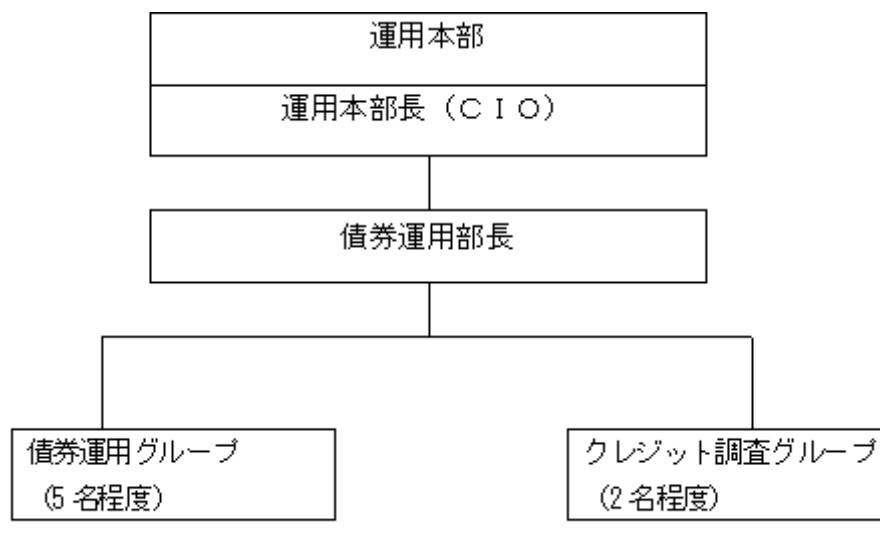 運用本部
運用本部長（ＣＩＯ）
債券運用部長
債券運用グループ
（5 名程度）
クレジット調査グループ
（2 名程度）